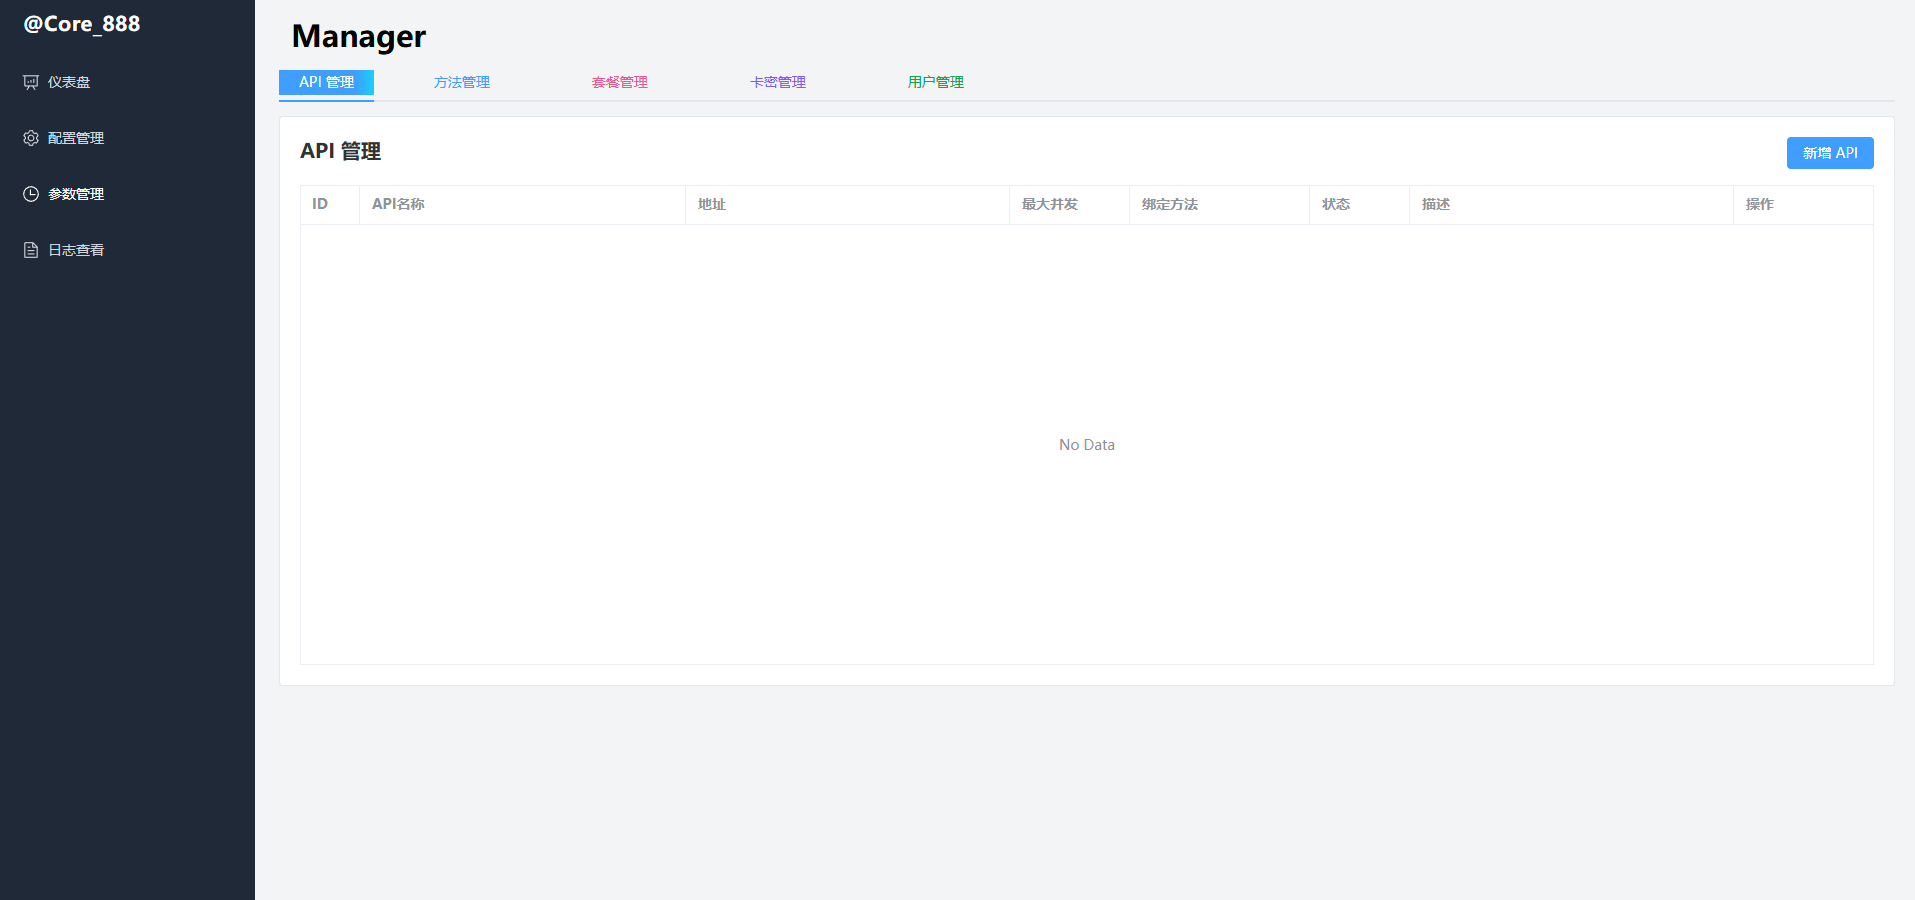 @Core_888
仪表盘
配置管理
参数管理
日志查看
Manager
API 管理 方法管理 套餐管理 卡密管理 用户管理
API 管理 新增 API
ID API名称 地址 最大并发 绑定方法 状态 描述 操作
No Data